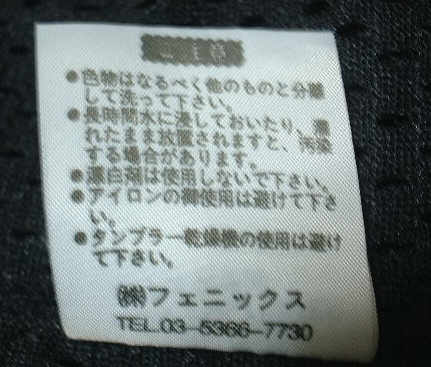 ご注意
●色物はなるべく他のものと分離
して洗って下さい。
●長時間水に浸しておいたり、濡
れたまま放置されますと、汚染
する場合があります。
●漂白剤は使用しないで下さい。
●アイロンの御使用は避けて下さ
い。
●タンブラー乾燥機の使用は避け
て下さい。
㈱フェニックス
TEL.03-5366-7730